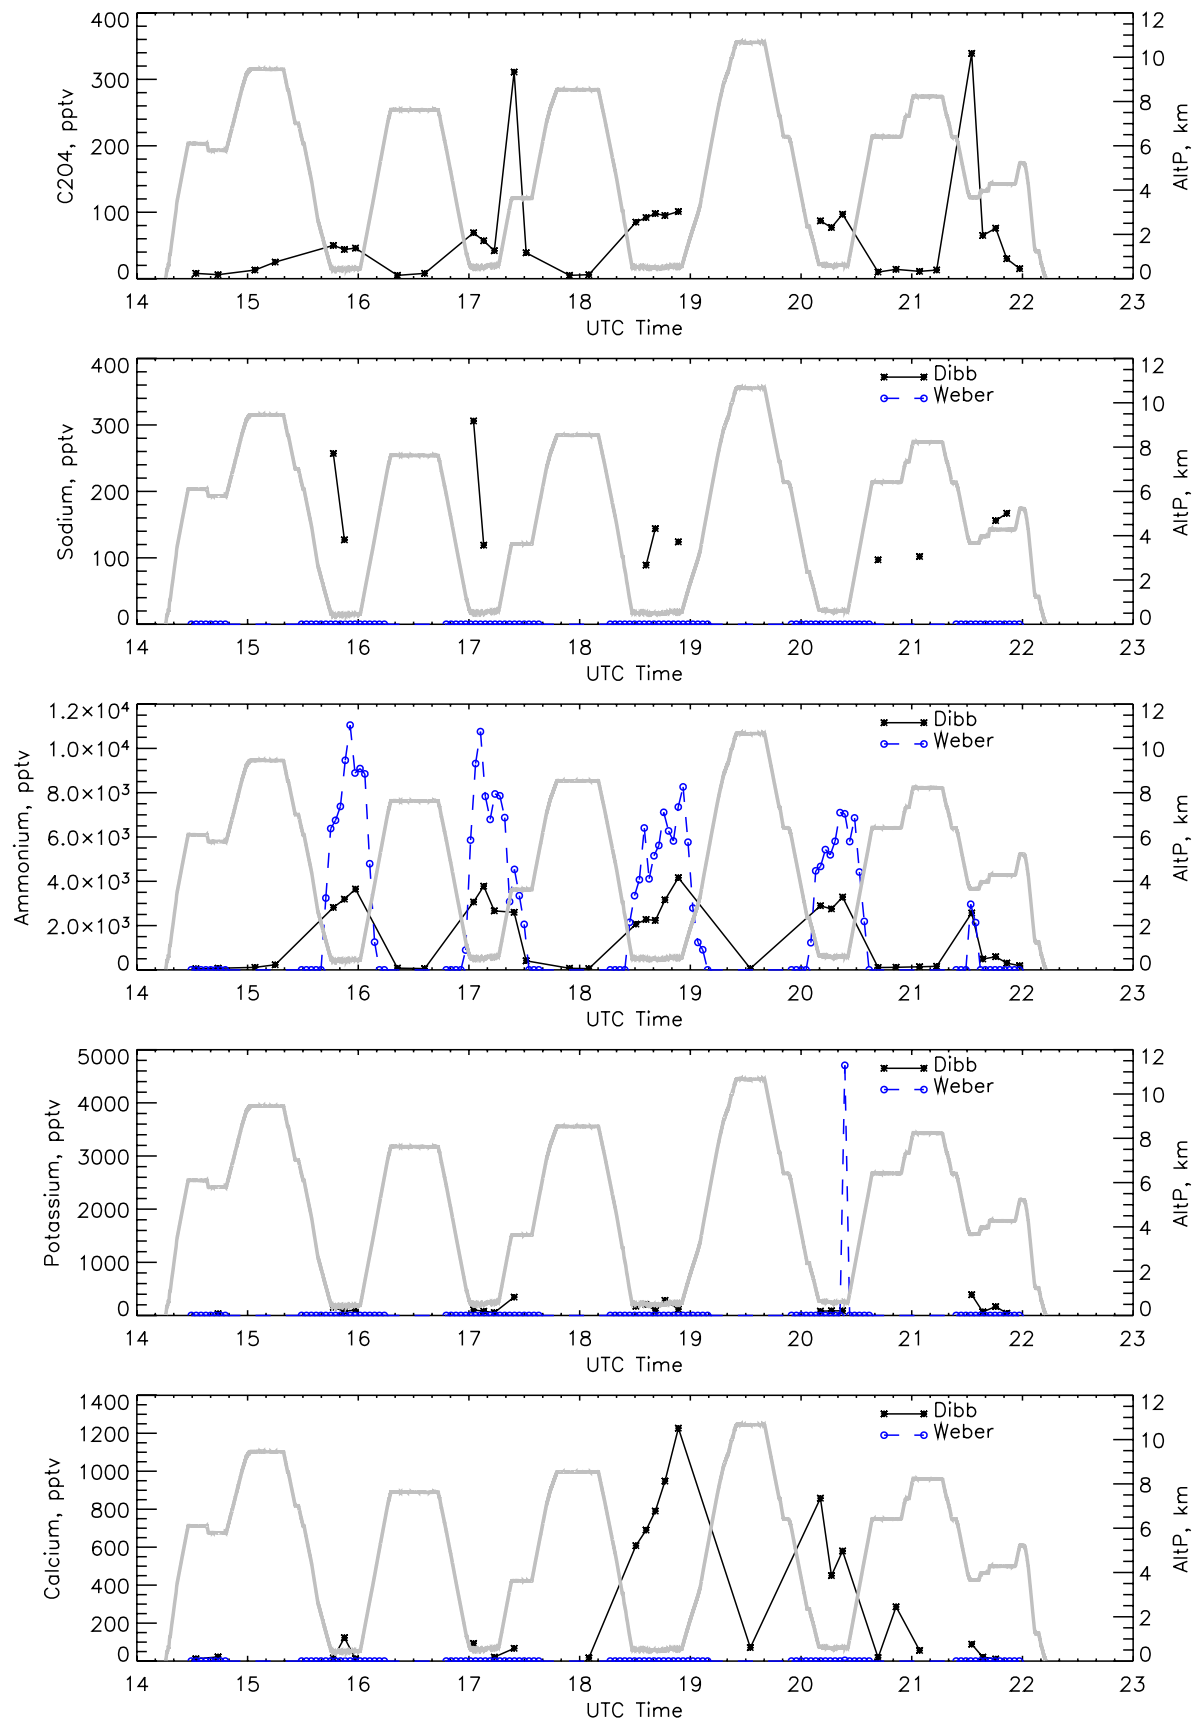 400
300
200
100
0
C2O4, pptv
12
10
8
6
4
2
0
AltP, km
14 15 16 17 18 19 20 21 22 23
UTC Time
400
300
200
100
0
Sodium, pptv
Dibb
Weber
12
10
8
6
4
2
0
AltP, km
14 15 16 17 18 19 20 21 22 23
UTC Time
1.2×10⁴
1.0×10⁴
8.0×10³
6.0×10³
4.0×10³
2.0×10³
0
Ammonium, pptv
Dibb
Weber
12
10
8
6
4
2
0
AltP, km
14 15 16 17 18 19 20 21 22 23
UTC Time
5000
4000
3000
2000
1000
0
Potassium, pptv
Dibb
Weber
12
10
8
6
4
2
0
AltP, km
14 15 16 17 18 19 20 21 22 23
UTC Time
1400
1200
1000
800
600
400
200
0
Calcium, pptv
Dibb
Weber
12
10
8
6
4
2
0
AltP, km
14 15 16 17 18 19 20 21 22 23
UTC Time